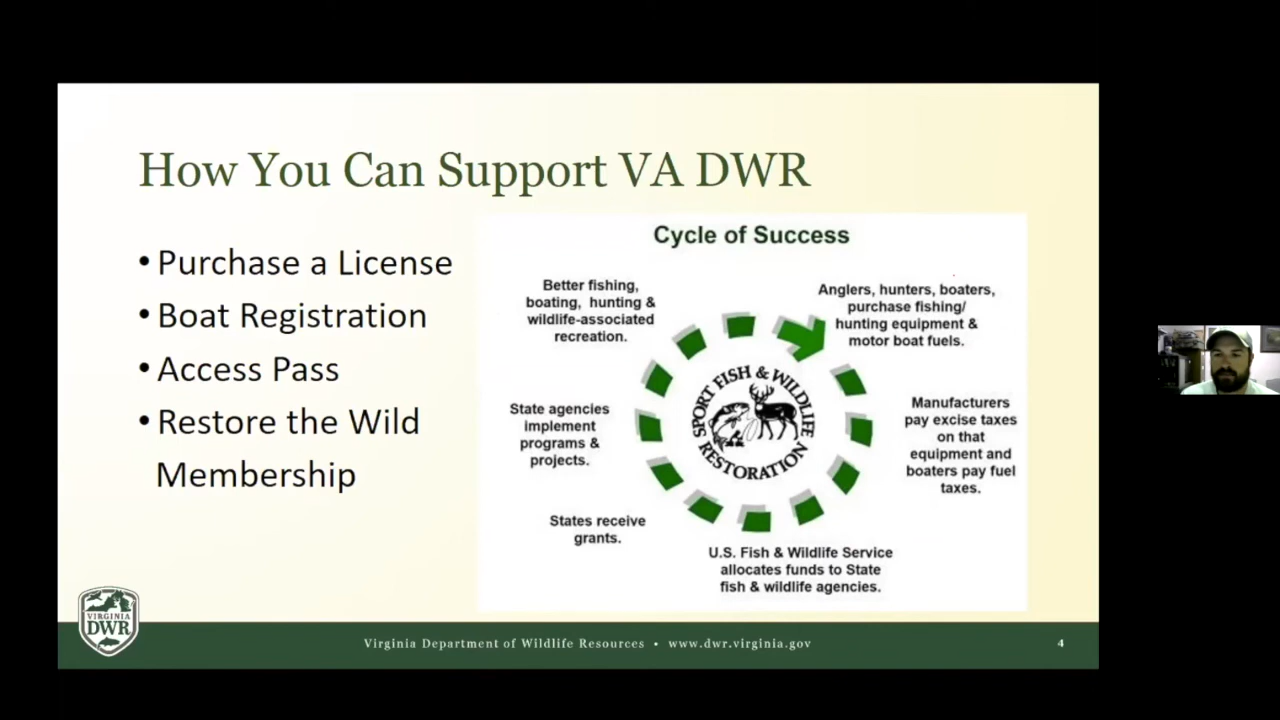 How You Can Support VA DWR
• Purchase a License
• Boat Registration
• Access Pass
• Restore the Wild
Membership
Cycle of Success
Better fishing,
boating, hunting &
wildlife-associated
recreation.
Anglers, hunters, boaters,
purchase fishing/
hunting equipment &
motor boat fuels.
Manufacturers
pay excise taxes
on that
equipment and
boaters pay fuel
taxes.
U.S. Fish & Wildlife Service
allocates funds to State
fish & wildlife agencies.
States receive
grants.
State agencies
implement
programs &
projects.
SPORT FISH & WILDLIFE
RESTORATION
VIRGINIA
DWR
Virginia Department of Wildlife Resources • www.dwr.virginia.gov
4